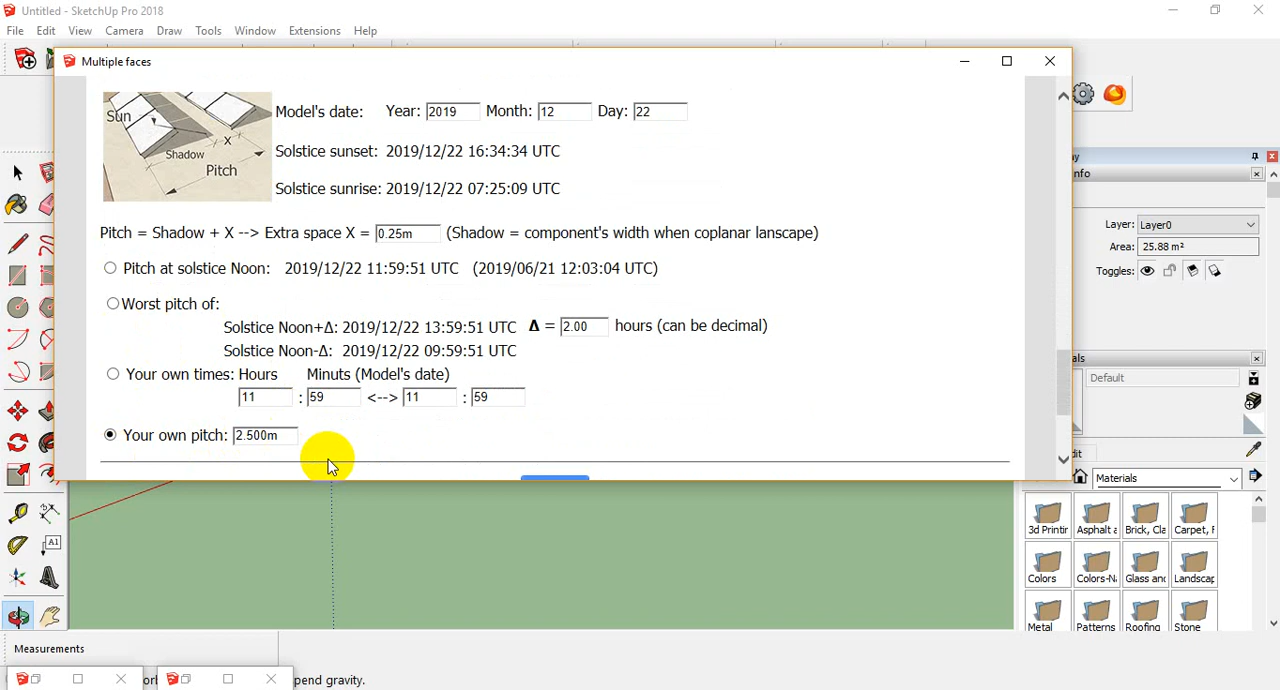 Untitled - SketchUp Pro 2018
File Edit View Camera Draw Tools Window Extensions Help
Multiple faces
Sun
Shadow
X
Pitch
Model's date: Year: 2019 Month: 12 Day: 22
Solstice sunset: 2019/12/22 16:34:34 UTC
Solstice sunrise: 2019/12/22 07:25:09 UTC
Pitch = Shadow + X --> Extra space X = 0.25m (Shadow = component's width when coplanar lanscape)
Pitch at solstice Noon: 2019/12/22 11:59:51 UTC (2019/06/21 12:03:04 UTC)
Worst pitch of:
Solstice Noon+Δ: 2019/12/22 13:59:51 UTC Δ = 2.00 hours (can be decimal)
Solstice Noon-Δ: 2019/12/22 09:59:51 UTC
Your own times: Hours Minuts (Model's date)
11 : 59 <--> 11 : 59
Your own pitch: 2.500m
Layer: Layer0
Area: 25.88 m²
Toggles:
Default
Materials
3d Printin Asphalt a Brick, Cla Carpet, F
Colors Colors-Na Glass and Landscap
Metal Patterns Roofing Stone
A1
Measurements
pend gravity.